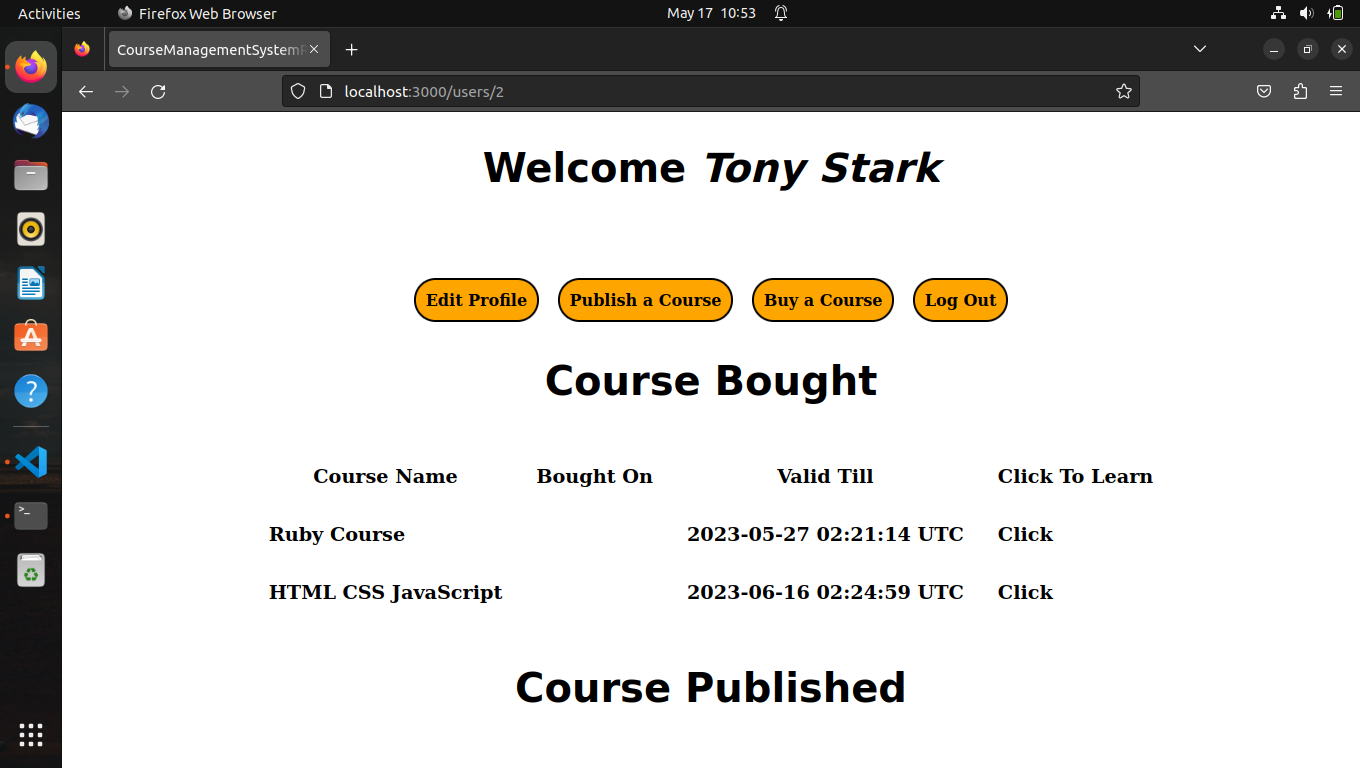 Activities Firefox Web Browser May 17 10:53
CourseManagementSystem
localhost:3000/users/2
Welcome Tony Stark
Edit Profile Publish a Course Buy a Course Log Out
Course Bought
Course Name Bought On Valid Till Click To Learn
Ruby Course 2023-05-27 02:21:14 UTC Click
HTML CSS JavaScript 2023-06-16 02:24:59 UTC Click
Course Published